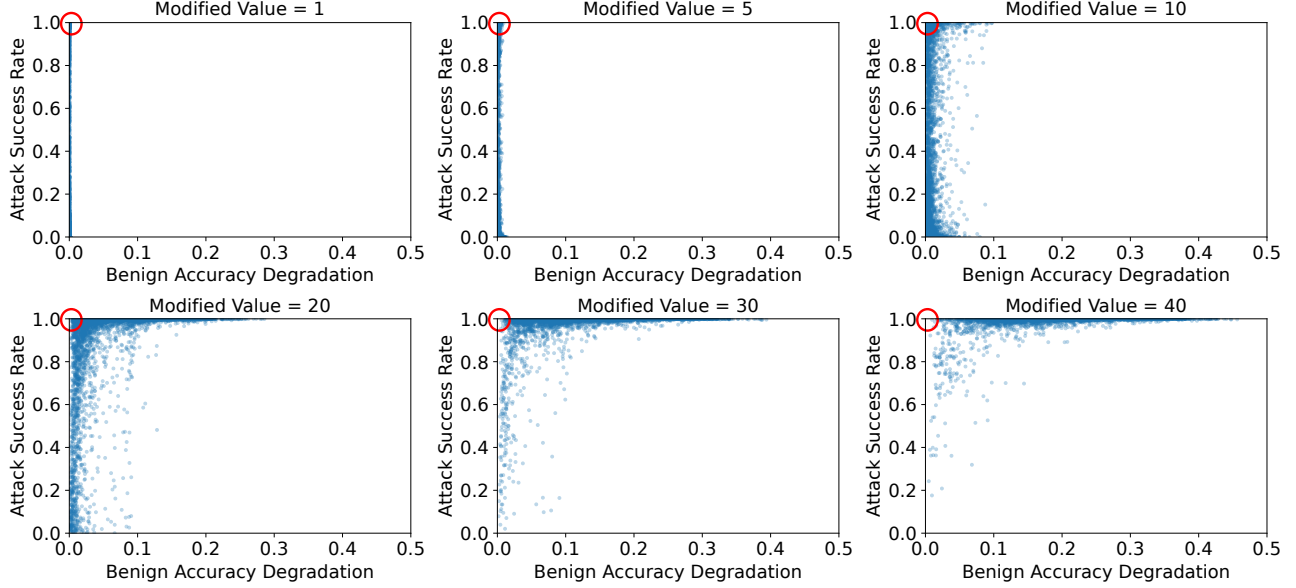 Modified Value = 1
1.0
0.8
0.6
0.4
0.2
0.0
Attack Success Rate
0.0 0.1 0.2 0.3 0.4 0.5
Benign Accuracy Degradation
Modified Value = 5
1.0
0.8
0.6
0.4
0.2
0.0
Attack Success Rate
0.0 0.1 0.2 0.3 0.4 0.5
Benign Accuracy Degradation
Modified Value = 10
1.0
0.8
0.6
0.4
0.2
0.0
Attack Success Rate
0.0 0.1 0.2 0.3 0.4 0.5
Benign Accuracy Degradation
Modified Value = 20
1.0
0.8
0.6
0.4
0.2
0.0
Attack Success Rate
0.0 0.1 0.2 0.3 0.4 0.5
Benign Accuracy Degradation
Modified Value = 30
1.0
0.8
0.6
0.4
0.2
0.0
Attack Success Rate
0.0 0.1 0.2 0.3 0.4 0.5
Benign Accuracy Degradation
Modified Value = 40
1.0
0.8
0.6
0.4
0.2
0.0
Attack Success Rate
0.0 0.1 0.2 0.3 0.4 0.5
Benign Accuracy Degradation